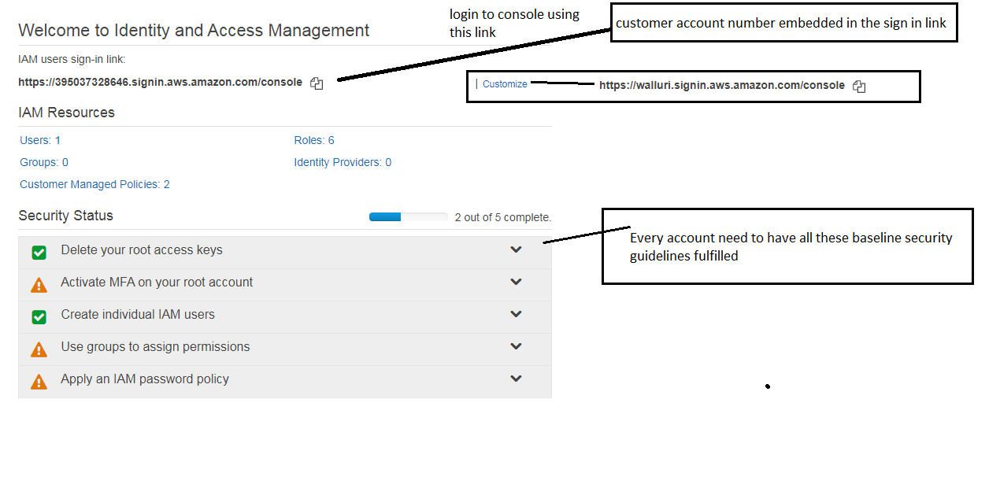 login to console using
this link
customer account number embedded in the sign in link
Welcome to Identity and Access Management
IAM users sign-in link:
https://395037328646.signin.aws.amazon.com/console
| Customize
https://walluri.signin.aws.amazon.com/console
IAM Resources
Users: 1
Roles: 6
Groups: 0
Identity Providers: 0
Customer Managed Policies: 2
Security Status
2 out of 5 complete.
Every account need to have all these baseline security
guidelines fulfilled
Delete your root access keys
Activate MFA on your root account
Create individual IAM users
Use groups to assign permissions
Apply an IAM password policy